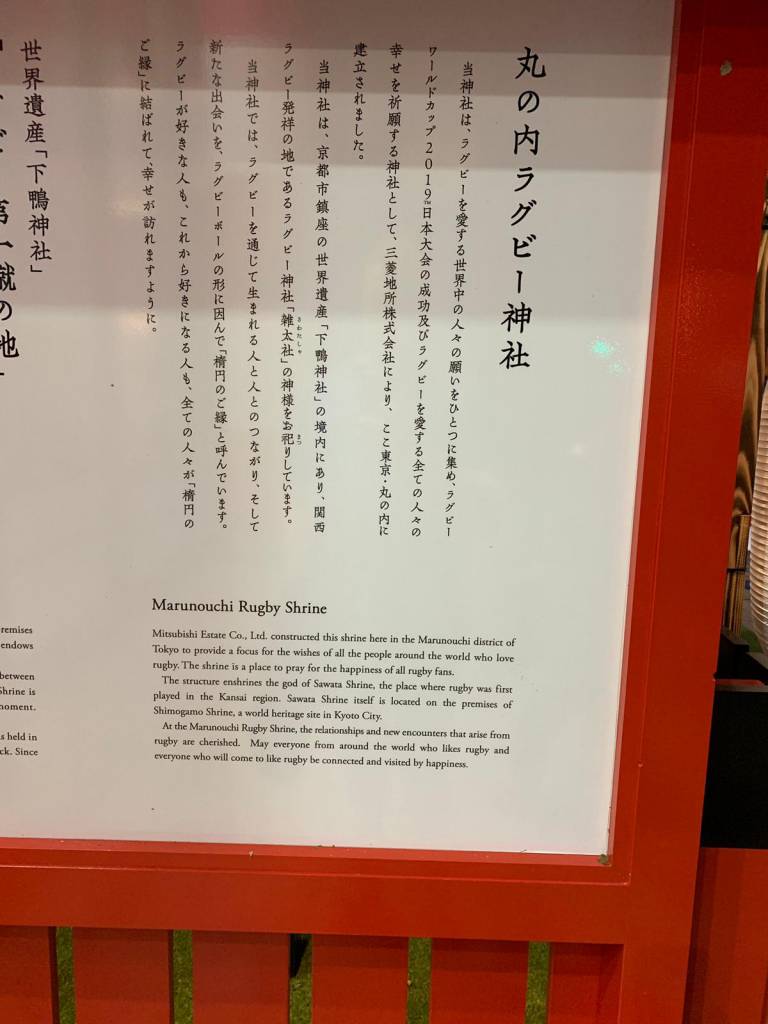 丸の内ラグビー神社
当神社は、ラグビーを愛する世界中の人々の願いをひとつに集め、ラグビー
ワールドカップ2019™日本大会の成功及びラグビーを愛する全ての人々の
幸せを祈願する神社として、三菱地所株式会社により、ここ東京・丸の内に
建立されました。
当神社は、京都市鎮座の世界遺産「下鴨神社」の境内にあり、関西
ラグビー発祥の地であるラグビー神社「雑太社」の神様をお祀りしています。
さわたしゃ
まつ
当神社では、ラグビーを通じて生まれる人と人とのつながり、そして
新たな出会いを、ラグビーボールの形に因んで「楕円のご縁」と呼んでいます。
ラグビーが好きな人も、これから好きになる人も、全ての人々が「楕円の
ご縁」に結ばれて、幸せが訪れますように。
世界遺産「下鴨神社」
第一蹴の地」
Marunouchi Rugby Shrine
Mitsubishi Estate Co., Ltd. constructed this shrine here in the Marunouchi district of
Tokyo to provide a focus for the wishes of all the people around the world who love
rugby. The shrine is a place to pray for the happiness of all rugby fans.
The structure enshrines the god of Sawata Shrine, the place where rugby was first
played in the Kansai region. Sawata Shrine itself is located on the premises of
Shimogamo Shrine, a world heritage site in Kyoto City.
At the Marunouchi Rugby Shrine, the relationships and new encounters that arise from
rugby are cherished. May everyone from around the world who likes rugby and
everyone who will come to like rugby be connected and visited by happiness.
remises
endows
between
Shrine is
moment.
s held in
ck. Since